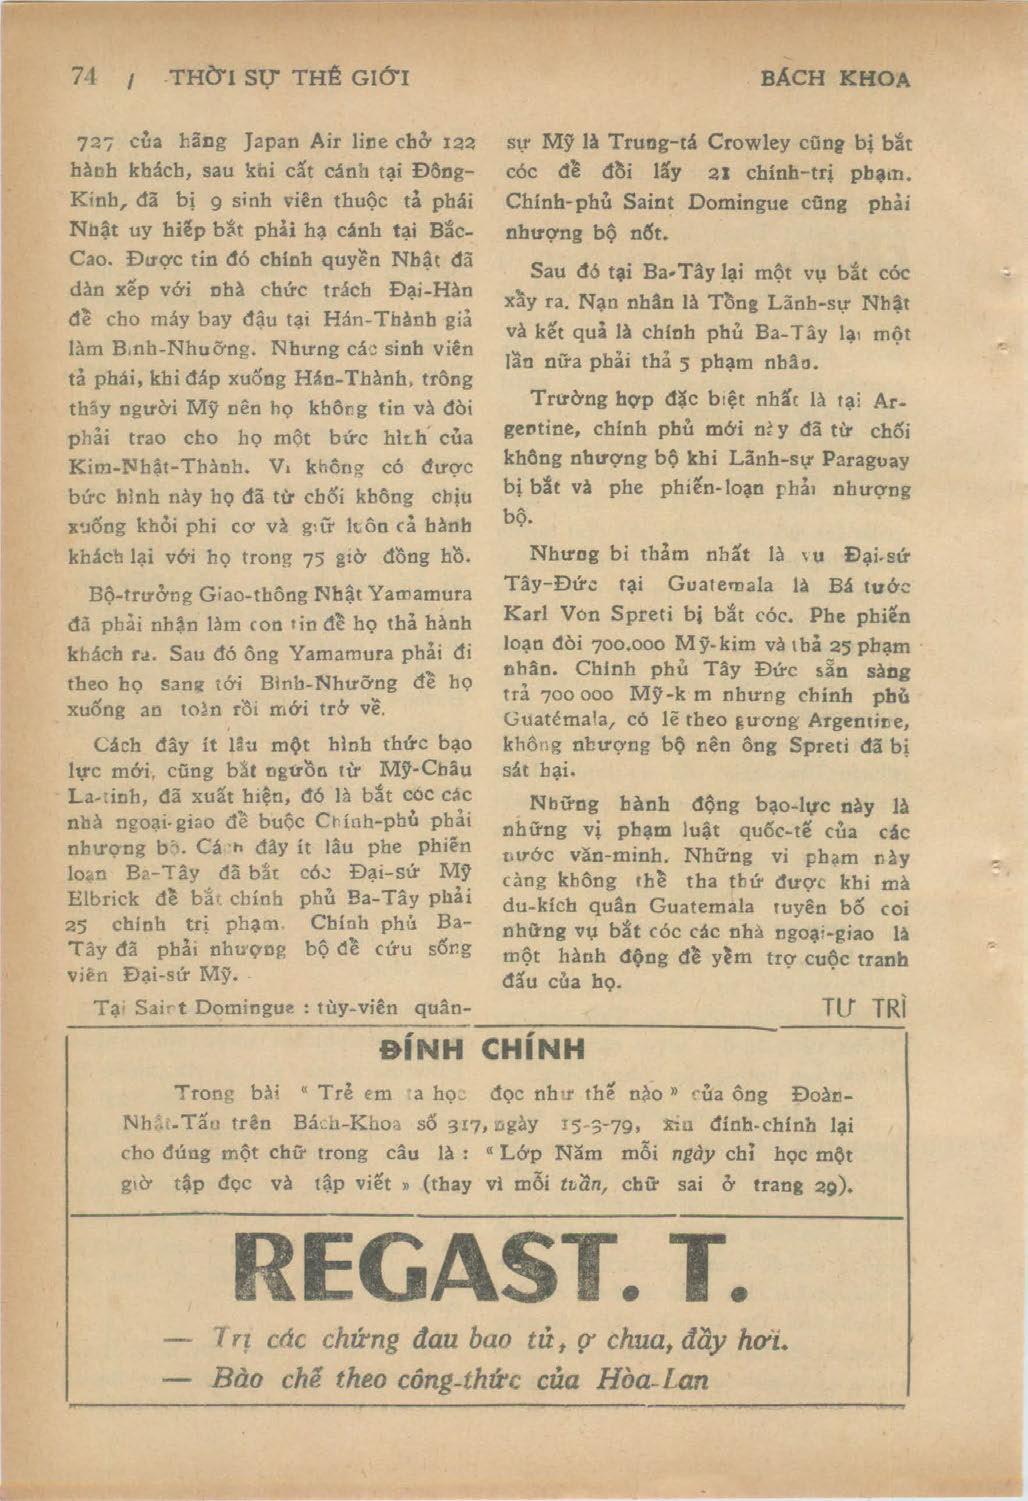 74 / THỜI SỰ THẾ GIỚI
BÁCH KHOA
727 của hãng Japan Air line chở 122
hành khách, sau khi cất cánh tại Đông-
Kinh, đã bị 9 sinh viên thuộc tả phái
Nhật uy hiếp bắt phải hạ cánh tại Bắc-
Cao. Được tin đó chính quyền Nhật đã
dàn xếp với nhà chức trách Đại-Hàn
để cho máy bay đậu tại Hán-Thành giả
làm Bình-Nhưỡng. Nhưng các sinh viên
tả phái, khi đáp xuống Hán-Thành, trông
thấy người Mỹ nên họ không tin và đòi
phải trao cho họ một bức hình của
Kim-Nhật-Thành. Vì không có được
bức hình này họ đã từ chối không chịu
xuống khỏi phi cơ và giữ luôn cả hành
khách lại với họ trong 75 giờ đồng hồ.
Bộ-trưởng Giao-thông Nhật Yamamura
đã phải nhận làm con tin để họ thả hành
khách ra. Sau đó ông Yamamura phải đi
theo họ sang tới Bình-Nhưỡng để họ
xuống an toàn rồi mới trở về.
Cách đây ít lâu một hình thức bạo
lực mới, cũng bắt nguồn từ Mỹ-Châu
La-tinh, đã xuất hiện, đó là bắt cóc các
nhà ngoại-giao để buộc Chính-phủ phải
nhượng bộ. Cách đây ít lâu phe phiến
loạn Ba-Tây đã bắt cóc Đại-sứ Mỹ
Elbrick để bắt chính phủ Ba-Tây phải
25 chính trị phạm. Chính phủ Ba-
Tây đã phải nhượng bộ để cứu sống
viên Đại-sứ Mỹ.
Tại Saint Domingue : tùy-viên quân-
sự Mỹ là Trung-tá Crowley cũng bị bắt
cóc để đổi lấy 21 chính-trị phạm.
Chính-phủ Saint Domingue cũng phải
nhượng bộ nốt.
Sau đó tại Ba-Tây lại một vụ bắt cóc
xẩy ra. Nạn nhân là Tổng Lãnh-sự Nhật
và kết quả là chính phủ Ba-Tây lại một
lần nữa phải thả 5 phạm nhân.
Trường hợp đặc biệt nhất là tại Ar-
gentine, chính phủ mới này đã từ chối
không nhượng bộ khi Lãnh-sự Paraguay
bị bắt và phe phiến-loạn phải nhượng
bộ.
Nhưng bi thảm nhất là vụ Đại-sứ
Tây-Đức tại Guatemala là Bá tước
Karl Von Spreti bị bắt cóc. Phe phiến
loạn đòi 700.000 Mỹ-kim và thả 25 phạm
nhân. Chính phủ Tây Đức sẵn sàng
trả 700 000 Mỹ-kim nhưng chính phủ
Guatémala, có lẽ theo gương Argentine,
không nhượng bộ nên ông Spreti đã bị
sát hại.
Những hành động bạo-lực này là
những vị phạm luật quốc-tế của các
nước văn-minh. Những vi phạm này
càng không thể tha thứ được khi mà
du-kích quân Guatemala tuyên bố coi
những vụ bắt cóc các nhà ngoại-giao là
một hành động để yểm trợ cuộc tranh
đấu của họ.
TỪ TRÌ
ĐÍNH CHÍNH
Trong bài « Trẻ em ta học đọc như thế nào » của ông Đoàn-
Nhật-Tấn trên Bách-Khoa số 317, ngày 15-3-79, xin đính-chính lại
cho đúng một chữ trong câu là : « Lớp Năm mỗi ngày chỉ học một
giờ tập đọc và tập viết » (thay vì mỗi tuần, chữ sai ở trang 29).
REGAST. T.
— Trị các chứng đau bao tử, ợ chua, đầy hơi.
— Bào chế theo công-thức của Hòa-Lan